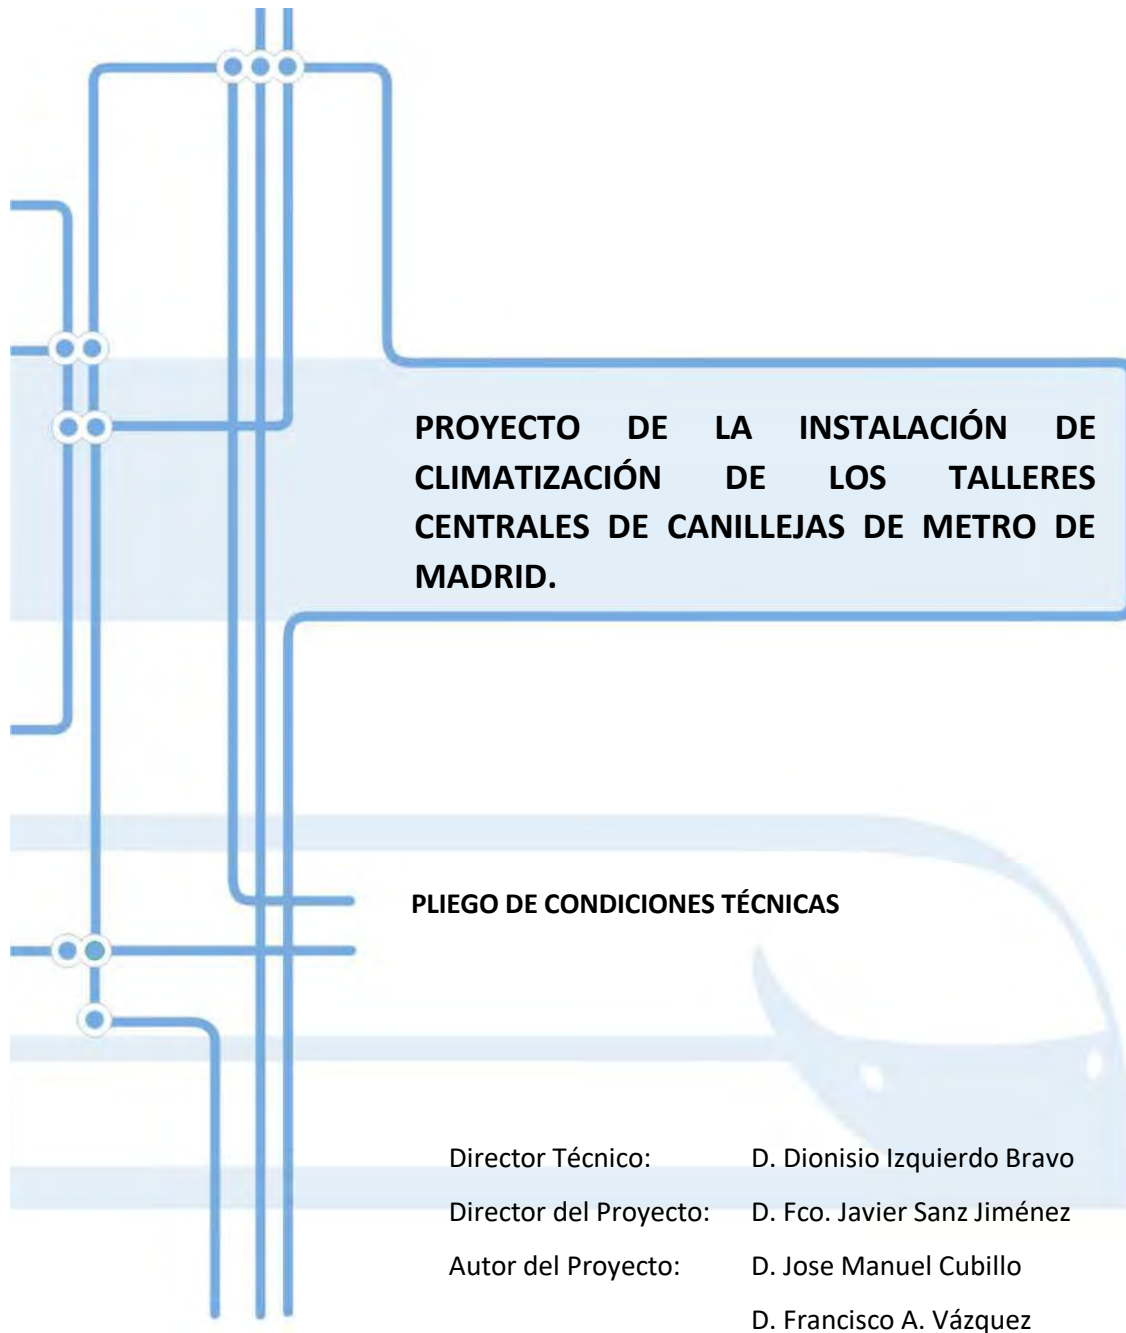 PROYECTO DE LA INSTALACIÓN DE
CLIMATIZACIÓN DE LOS TALLERES
CENTRALES DE CANILLEJAS DE METRO DE
MADRID.
PLIEGO DE CONDICIONES TÉCNICAS
Director Técnico: D. Dionisio Izquierdo Bravo
Director del Proyecto: D. Fco. Javier Sanz Jiménez
Autor del Proyecto: D. Jose Manuel Cubillo
D. Francisco A. Vázquez